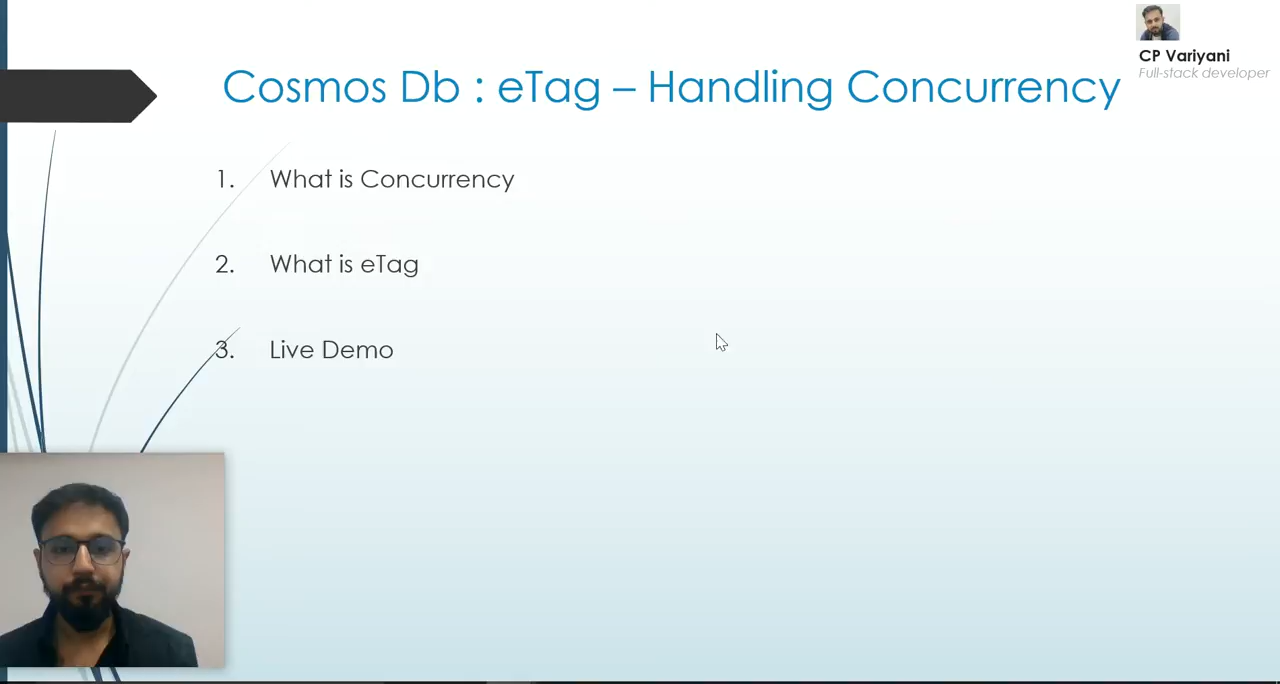 CP Variyani
Full-stack developer
Cosmos Db : eTag – Handling Concurrency
1. What is Concurrency
2. What is eTag
3. Live Demo